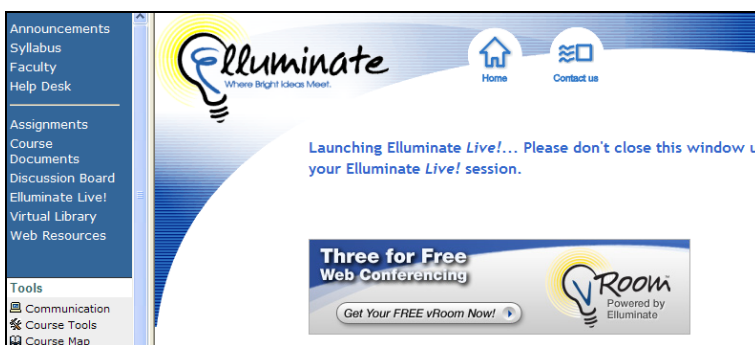 Announcements
Syllabus
Faculty
Help Desk
Assignments
Course
Documents
Discussion Board
Elluminate Live!
Virtual Library
Web Resources
Tools
Communication
Course Tools
Course Map
Elluminate
Where Bright Ideas Meet.
Home
Contact us
Launching Elluminate Live!... Please don't close this window u
your Elluminate Live! session.
Three for Free
Web Conferencing
Get Your FREE vRoom Now!
vRoom™
Powered by
Elluminate